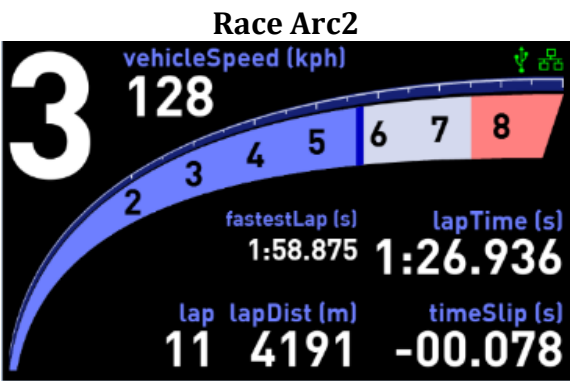 Race Arc2
3
vehicleSpeed (kph)
128
2 3 4 5 6 7 8
fastestLap (s)
1:58.875
lapTime (s)
1:26.936
lap
11
lapDist (m)
4191
timeSlip (s)
-00.078